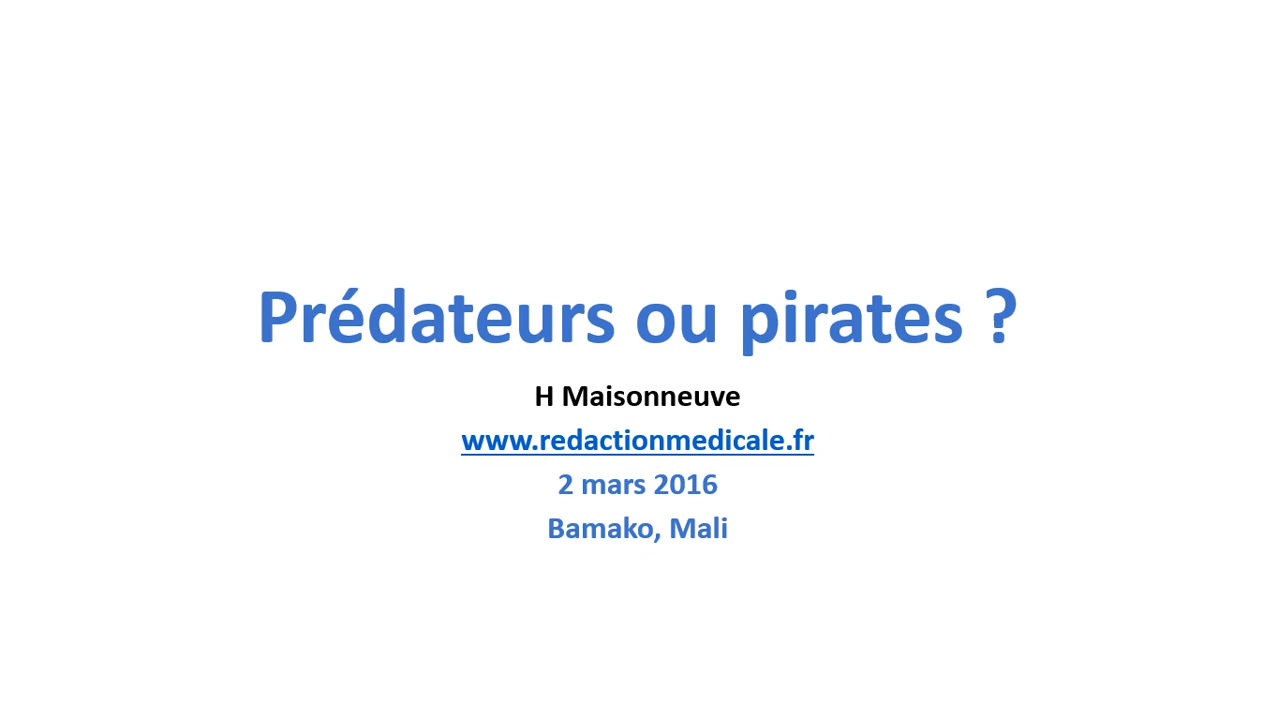 Prédateurs ou pirates ?
H Maisonneuve
www.redactionmedicale.fr
2 mars 2016
Bamako, Mali